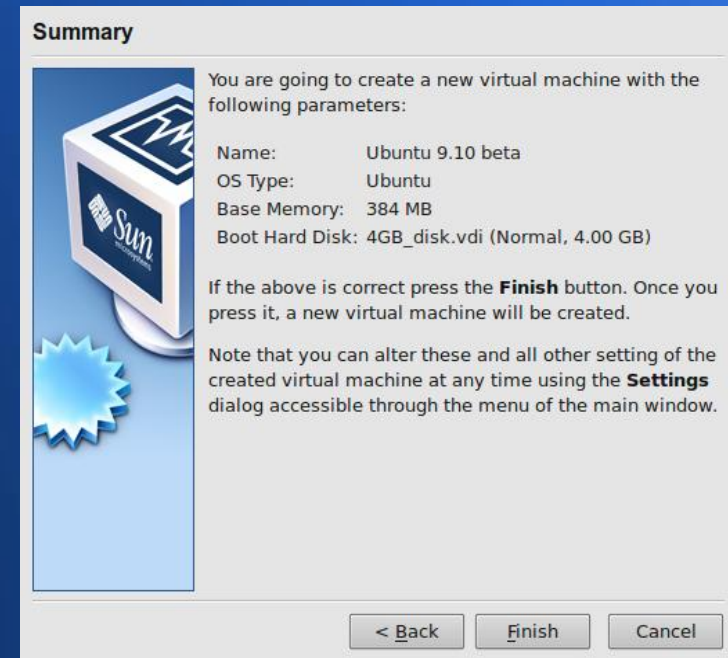 Summary
Sun
microsystems
You are going to create a new virtual machine with the
following parameters:
Name: Ubuntu 9.10 beta
OS Type: Ubuntu
Base Memory: 384 MB
Boot Hard Disk: 4GB_disk.vdi (Normal, 4.00 GB)
If the above is correct press the Finish button. Once you
press it, a new virtual machine will be created.
Note that you can alter these and all other setting of the
created virtual machine at any time using the Settings
dialog accessible through the menu of the main window.
< Back Finish Cancel